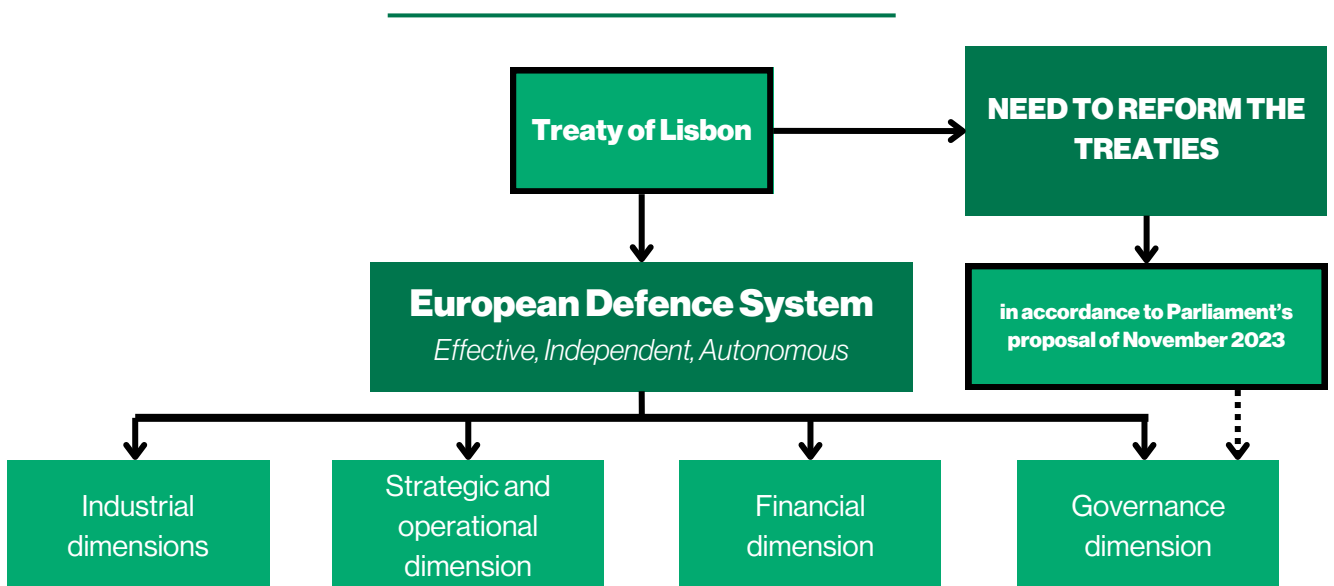 Treaty of Lisbon
NEED TO REFORM THE
TREATIES
European Defence System
Effective, Independent, Autonomous
in accordance to Parliament's
proposal of November 2023
Industrial
dimensions
Strategic and
operational
dimension
Financial
dimension
Governance
dimension